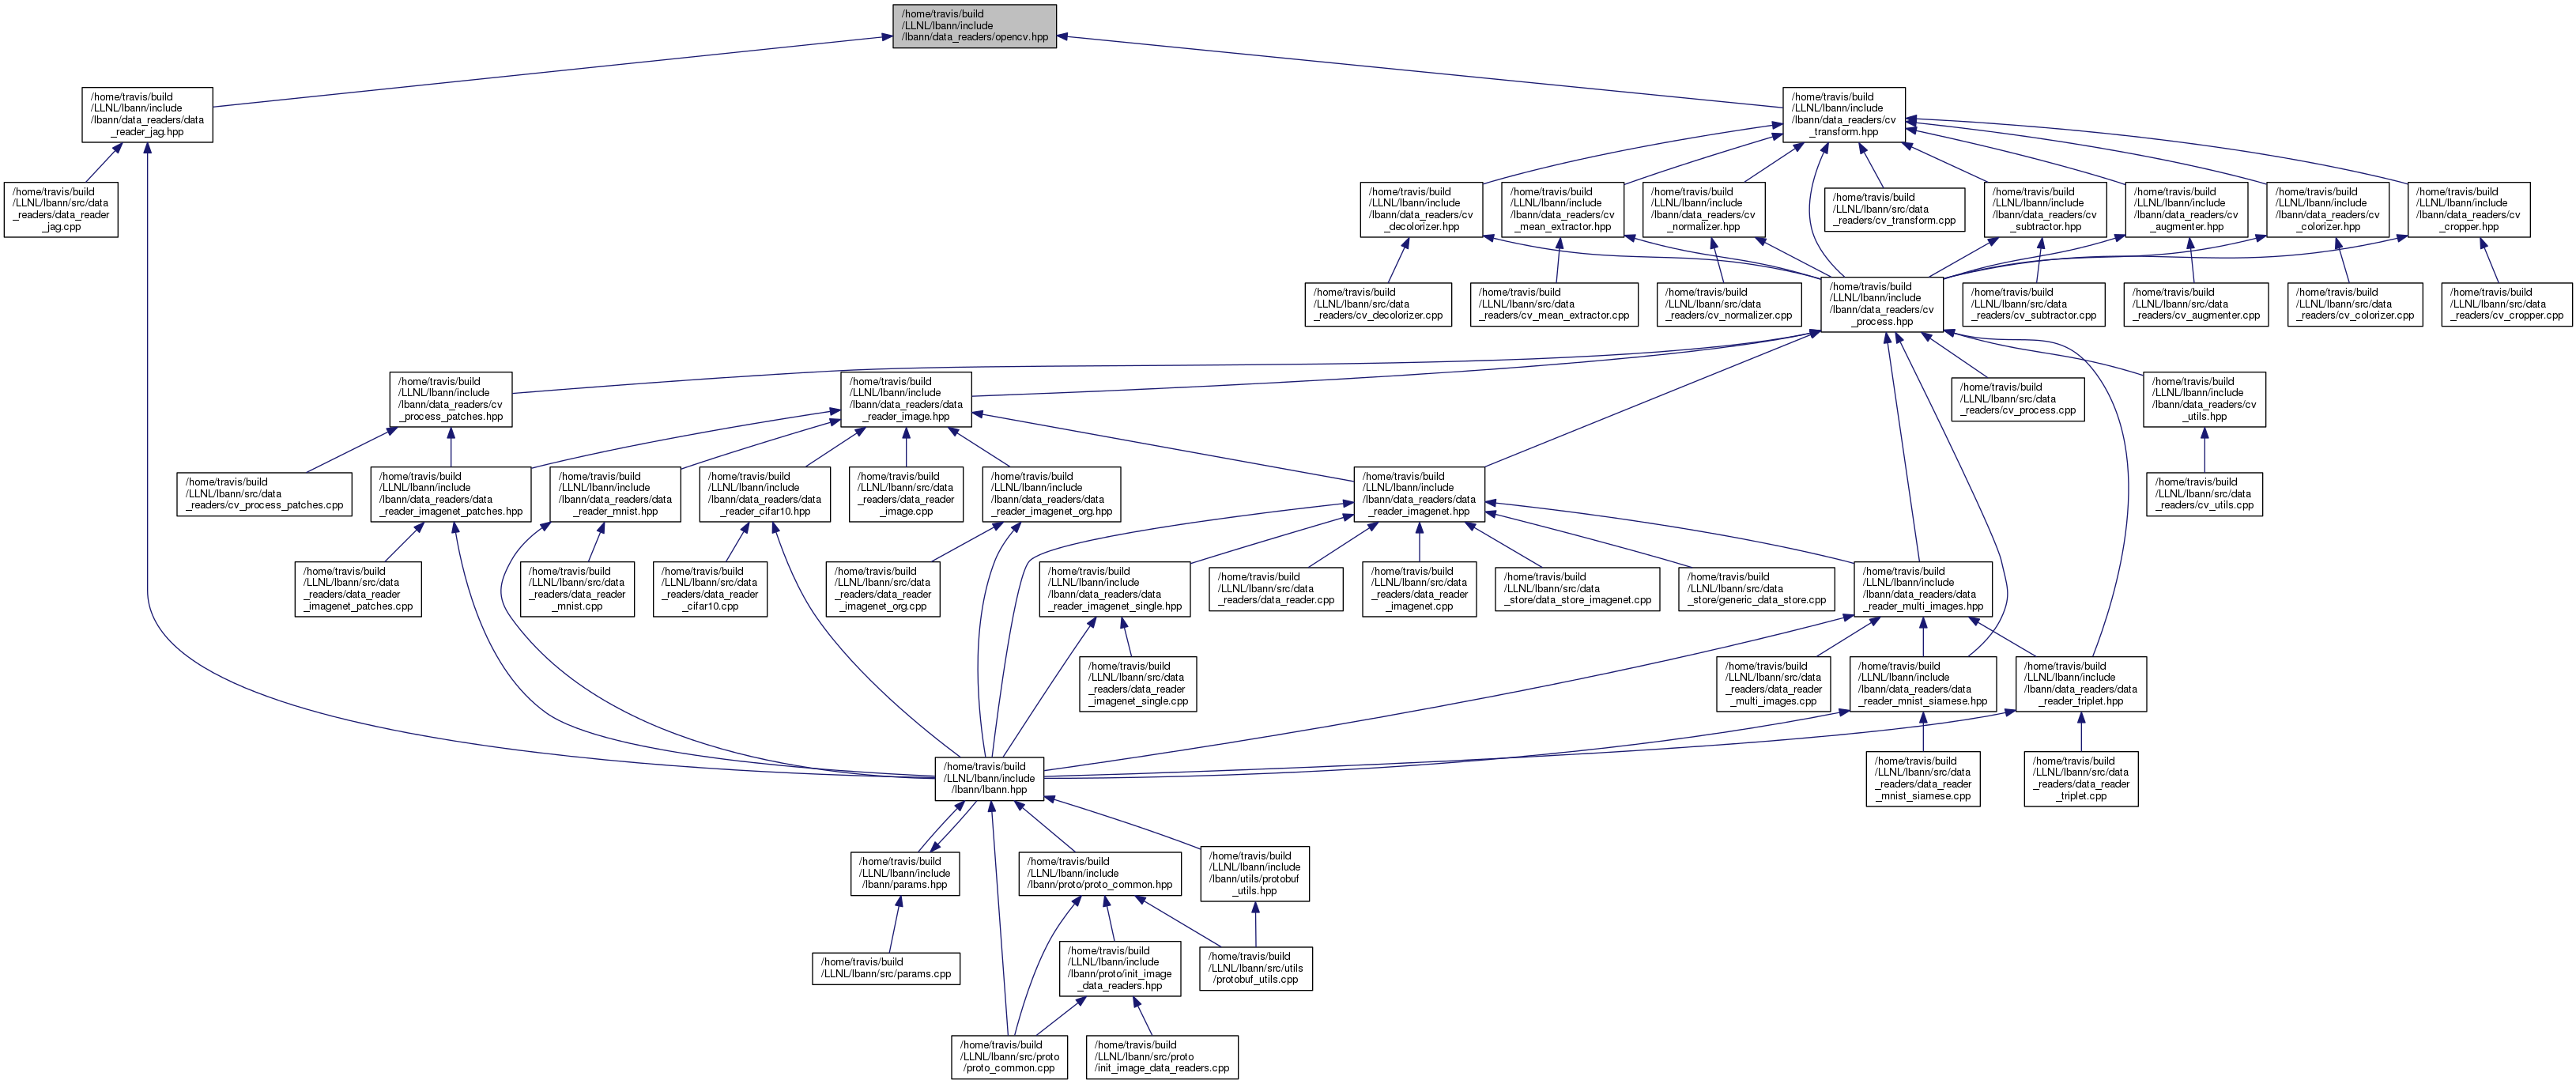 /home/travis/build
/LLNL/lbann/include
/lbann/data_readers/opencv.hpp
/home/travis/build
/LLNL/lbann/include
/lbann/data_readers/data
_reader_jag.hpp
/home/travis/build
/LLNL/lbann/include
/lbann/data_readers/cv
_transform.hpp
/home/travis/build
/LLNL/lbann/src/data
_readers/data_reader
_jag.cpp
/home/travis/build
/LLNL/lbann/include
/lbann/data_readers/cv
_decolorizer.hpp
/home/travis/build
/LLNL/lbann/include
/lbann/data_readers/cv
_mean_extractor.hpp
/home/travis/build
/LLNL/lbann/include
/lbann/data_readers/cv
_normalizer.hpp
/home/travis/build
/LLNL/lbann/src/data
_readers/cv_transform.cpp
/home/travis/build
/LLNL/lbann/include
/lbann/data_readers/cv
_subtractor.hpp
/home/travis/build
/LLNL/lbann/include
/lbann/data_readers/cv
_augmenter.hpp
/home/travis/build
/LLNL/lbann/include
/lbann/data_readers/cv
_colorizer.hpp
/home/travis/build
/LLNL/lbann/include
/lbann/data_readers/cv
_cropper.hpp
/home/travis/build
/LLNL/lbann/src/data
_readers/cv_decolorizer.cpp
/home/travis/build
/LLNL/lbann/src/data
_readers/cv_mean_extractor.cpp
/home/travis/build
/LLNL/lbann/src/data
_readers/cv_normalizer.cpp
/home/travis/build
/LLNL/lbann/include
/lbann/data_readers/cv
_process.hpp
/home/travis/build
/LLNL/lbann/src/data
_readers/cv_subtractor.cpp
/home/travis/build
/LLNL/lbann/src/data
_readers/cv_augmenter.cpp
/home/travis/build
/LLNL/lbann/src/data
_readers/cv_colorizer.cpp
/home/travis/build
/LLNL/lbann/src/data
_readers/cv_cropper.cpp
/home/travis/build
/LLNL/lbann/include
/lbann/data_readers/cv
_process_patches.hpp
/home/travis/build
/LLNL/lbann/include
/lbann/data_readers/data
_reader_image.hpp
/home/travis/build
/LLNL/lbann/src/data
_readers/cv_process.cpp
/home/travis/build
/LLNL/lbann/include
/lbann/data_readers/cv
_utils.hpp
/home/travis/build
/LLNL/lbann/src/data
_readers/cv_process_patches.cpp
/home/travis/build
/LLNL/lbann/include
/lbann/data_readers/data
_reader_imagenet_patches.hpp
/home/travis/build
/LLNL/lbann/include
/lbann/data_readers/data
_reader_mnist.hpp
/home/travis/build
/LLNL/lbann/include
/lbann/data_readers/data
_reader_cifar10.hpp
/home/travis/build
/LLNL/lbann/src/data
_readers/data_reader
_image.cpp
/home/travis/build
/LLNL/lbann/include
/lbann/data_readers/data
_reader_imagenet_org.hpp
/home/travis/build
/LLNL/lbann/include
/lbann/data_readers/data
_reader_imagenet.hpp
/home/travis/build
/LLNL/lbann/src/data
_readers/cv_utils.cpp
/home/travis/build
/LLNL/lbann/src/data
_readers/data_reader
_imagenet_patches.cpp
/home/travis/build
/LLNL/lbann/src/data
_readers/data_reader
_mnist.cpp
/home/travis/build
/LLNL/lbann/src/data
_readers/data_reader
_cifar10.cpp
/home/travis/build
/LLNL/lbann/src/data
_readers/data_reader
_imagenet_org.cpp
/home/travis/build
/LLNL/lbann/include
/lbann/data_readers/data
_reader_imagenet_single.hpp
/home/travis/build
/LLNL/lbann/src/data
_readers/data_reader.cpp
/home/travis/build
/LLNL/lbann/src/data
_readers/data_reader
_imagenet.cpp
/home/travis/build
/LLNL/lbann/src/data
_store/data_store_imagenet.cpp
/home/travis/build
/LLNL/lbann/src/data
_store/generic_data_store.cpp
/home/travis/build
/LLNL/lbann/include
/lbann/data_readers/data
_reader_multi_images.hpp
/home/travis/build
/LLNL/lbann/src/data
_readers/data_reader
_imagenet_single.cpp
/home/travis/build
/LLNL/lbann/src/data
_readers/data_reader
_multi_images.cpp
/home/travis/build
/LLNL/lbann/include
/lbann/data_readers/data
_reader_mnist_siamese.hpp
/home/travis/build
/LLNL/lbann/include
/lbann/data_readers/data
_reader_triplet.hpp
/home/travis/build
/LLNL/lbann/include
/lbann/lbann.hpp
/home/travis/build
/LLNL/lbann/src/data
_readers/data_reader
_mnist_siamese.cpp
/home/travis/build
/LLNL/lbann/src/data
_readers/data_reader
_triplet.cpp
/home/travis/build
/LLNL/lbann/include
/lbann/params.hpp
/home/travis/build
/LLNL/lbann/include
/lbann/proto/proto_common.hpp
/home/travis/build
/LLNL/lbann/include
/lbann/utils/protobuf
_utils.hpp
/home/travis/build
/LLNL/lbann/src/params.cpp
/home/travis/build
/LLNL/lbann/include
/lbann/proto/init_image
_data_readers.hpp
/home/travis/build
/LLNL/lbann/src/utils
/protobuf_utils.cpp
/home/travis/build
/LLNL/lbann/src/proto
/proto_common.cpp
/home/travis/build
/LLNL/lbann/src/proto
/init_image_data_readers.cpp